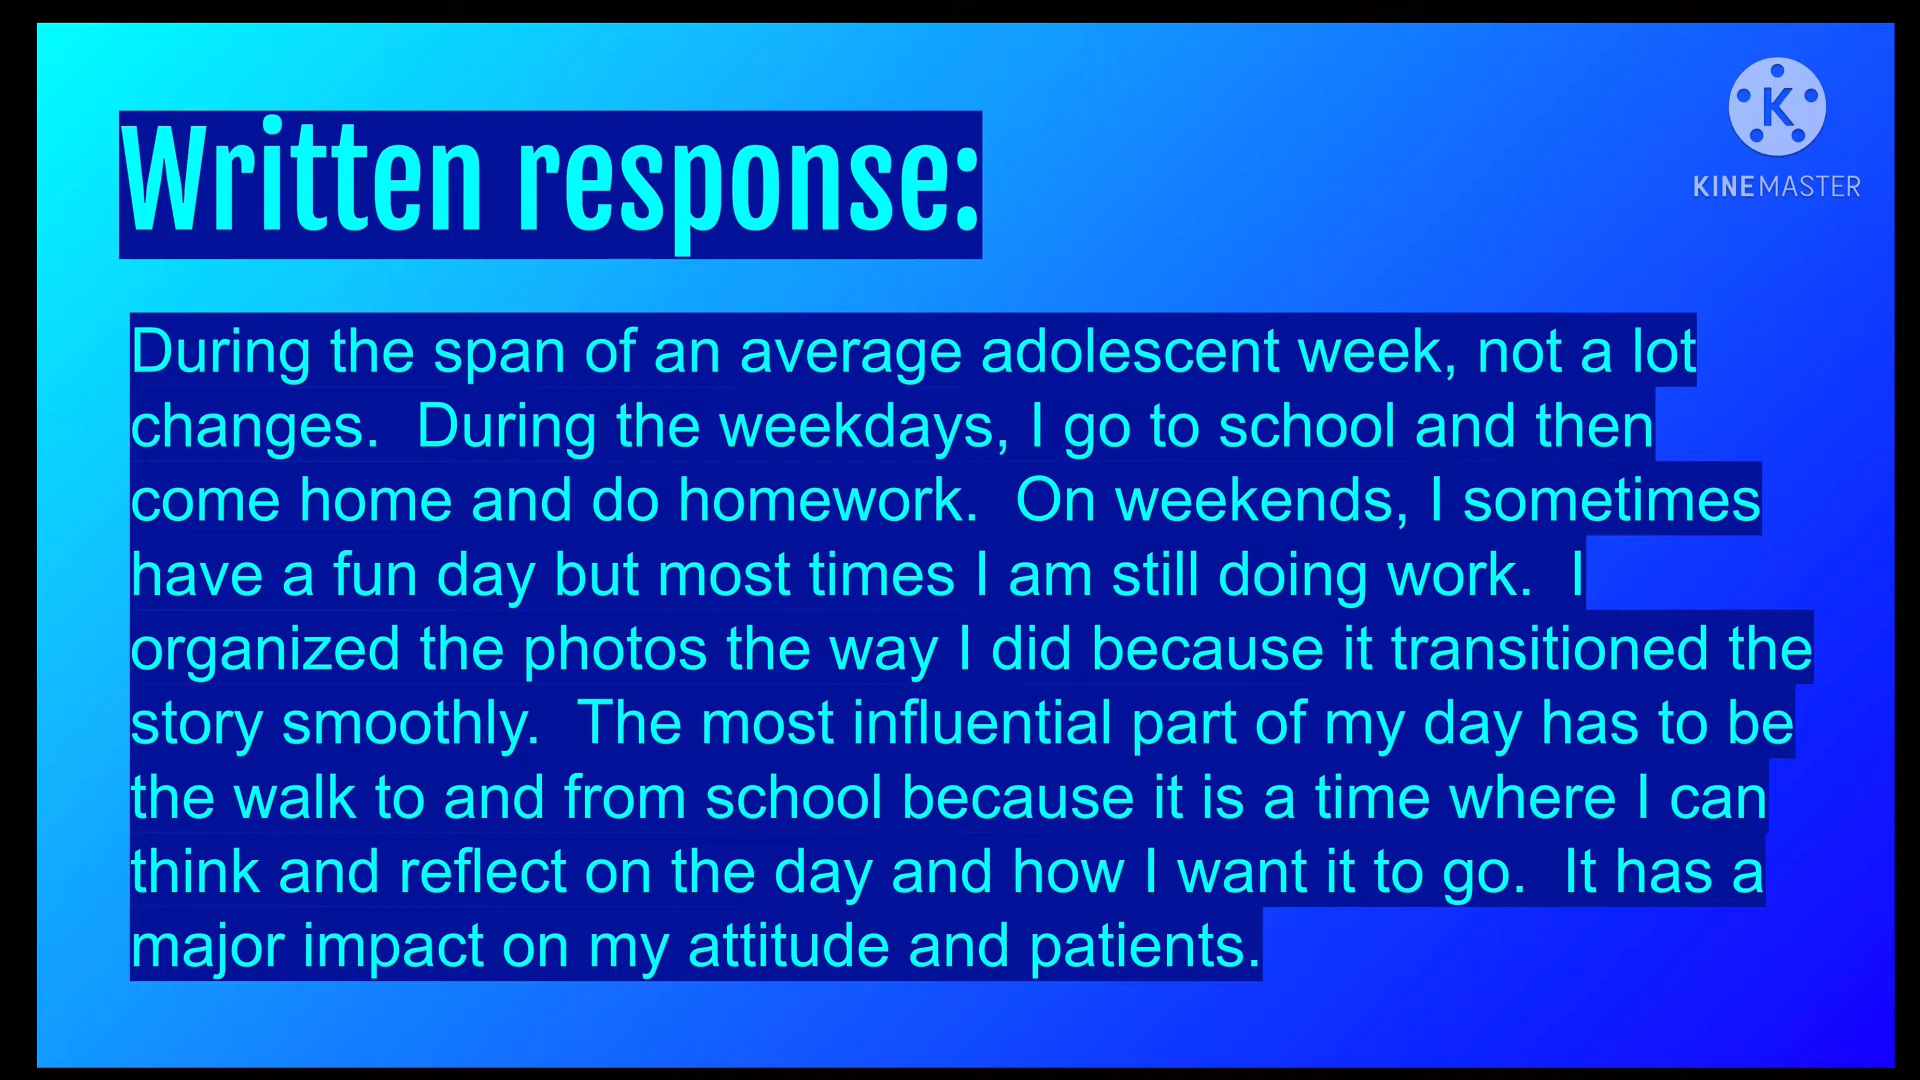 Written response:
K
KINEMASTER
During the span of an average adolescent week, not a lot
changes.  During the weekdays, I go to school and then
come home and do homework.  On weekends, I sometimes
have a fun day but most times I am still doing work.  I
organized the photos the way I did because it transitioned the
story smoothly.  The most influential part of my day has to be
the walk to and from school because it is a time where I can
think and reflect on the day and how I want it to go.  It has a
major impact on my attitude and patients.